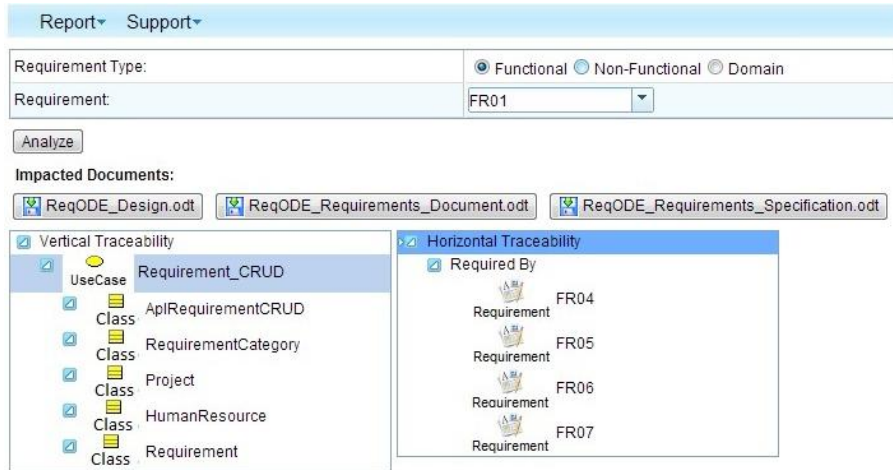 Report Support
Requirement Type: Functional Non-Functional Domain
Requirement: FR01
Analyze
Impacted Documents:
ReqODE_Design.odt ReqODE_Requirements_Document.odt ReqODE_Requirements_Specification.odt
Vertical Traceability
UseCase Requirement_CRUD
Class AplRequirementCRUD
Class RequirementCategory
Class Project
Class HumanResource
Class Requirement
Horizontal Traceability
Required By
Requirement FR04
Requirement FR05
Requirement FR06
Requirement FR07